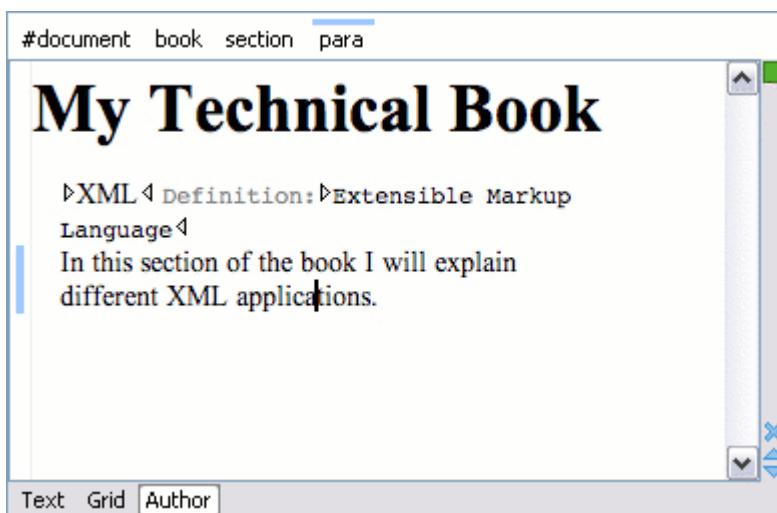 #document book section para
My Technical Book
XML Definition: Extensible Markup
Language
In this section of the book I will explain
different XML applications.
Text Grid Author